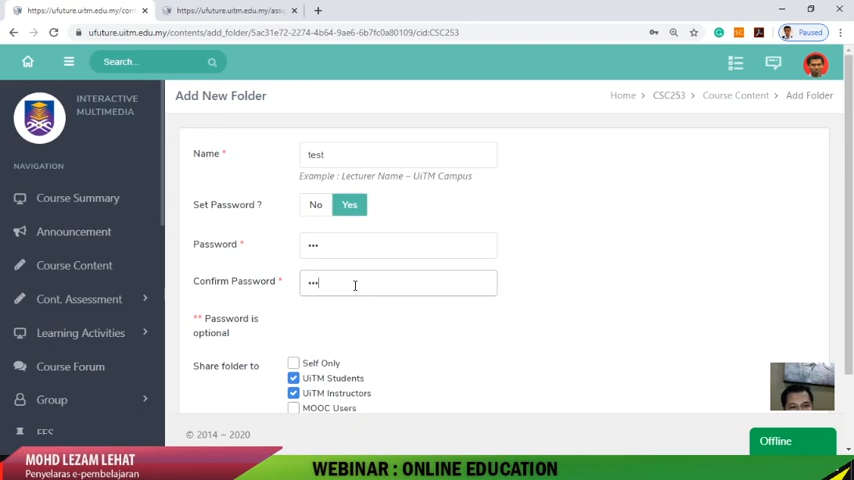 https://ufuture.uitm.edu.my/con
https://ufuture.uitm.edu.my/ass
ufuture.uitm.edu.my/contents/add_folder/5ac31e72-2274-4b64-9ae6-6b7fc0a80109/cid:CSC253
Paused
Search...
INTERACTIVE
MULTIMEDIA
NAVIGATION
Course Summary
Announcement
Course Content
Cont. Assessment
Learning Activities
Course Forum
Group
Add New Folder
Home > CSC253 > Course Content > Add Folder
Name * test
Example : Lecturer Name – UiTM Campus
Set Password ? No Yes
Password * •••
Confirm Password * •••
** Password is
optional
Share folder to
Self Only
UiTM Students
UiTM Instructors
MOOC Users
© 2014 – 2020
Offline
MOHD LEZAM LEHAT
Penyelaras e-pembelajaran
WEBINAR : ONLINE EDUCATION